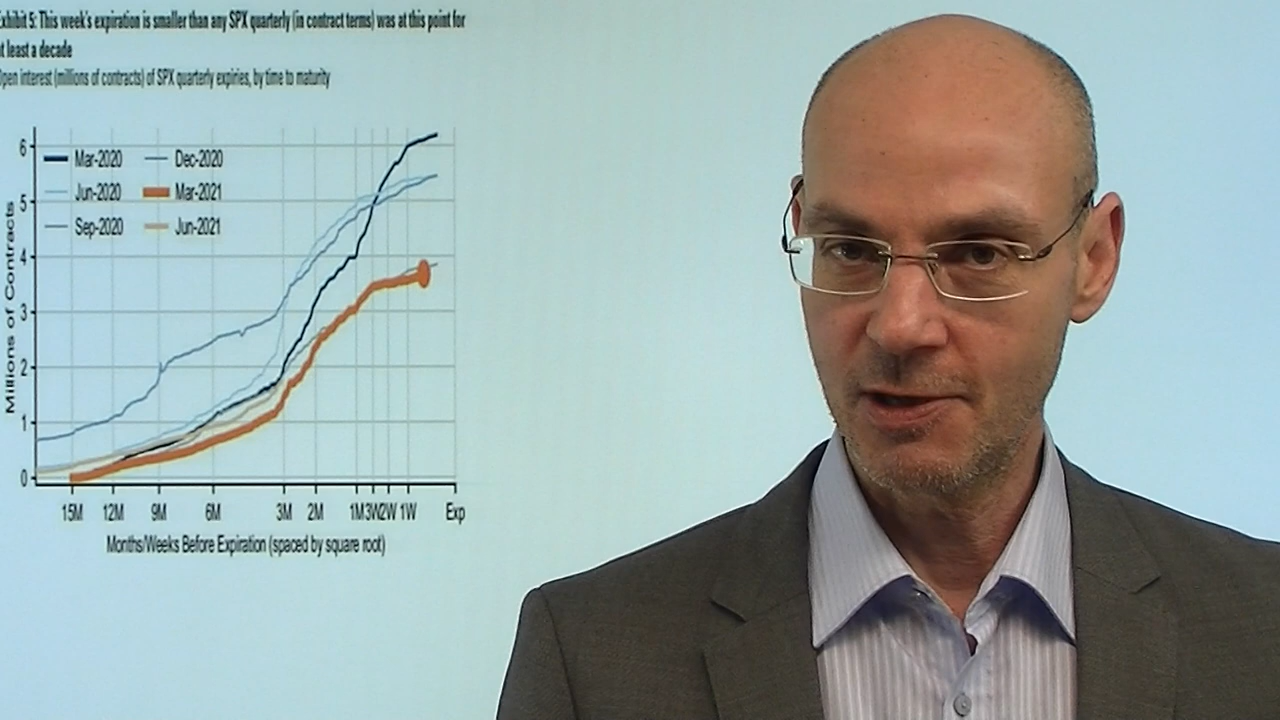 Exhibit 5: This week's expiration is smaller than any SPX quarterly (in contract terms) was at this point for
at least a decade
Open interest (millions of contracts) of SPX quarterly expiries, by time to maturity
Mar-2020 Dec-2020
Jun-2020 Mar-2021
Sep-2020 Jun-2021
Millions of Contracts
6
5
4
3
2
1
0
15M 12M 9M 6M 3M 2M 1M 3W 2W 1W Exp
Months/Weeks Before Expiration (spaced by square root)